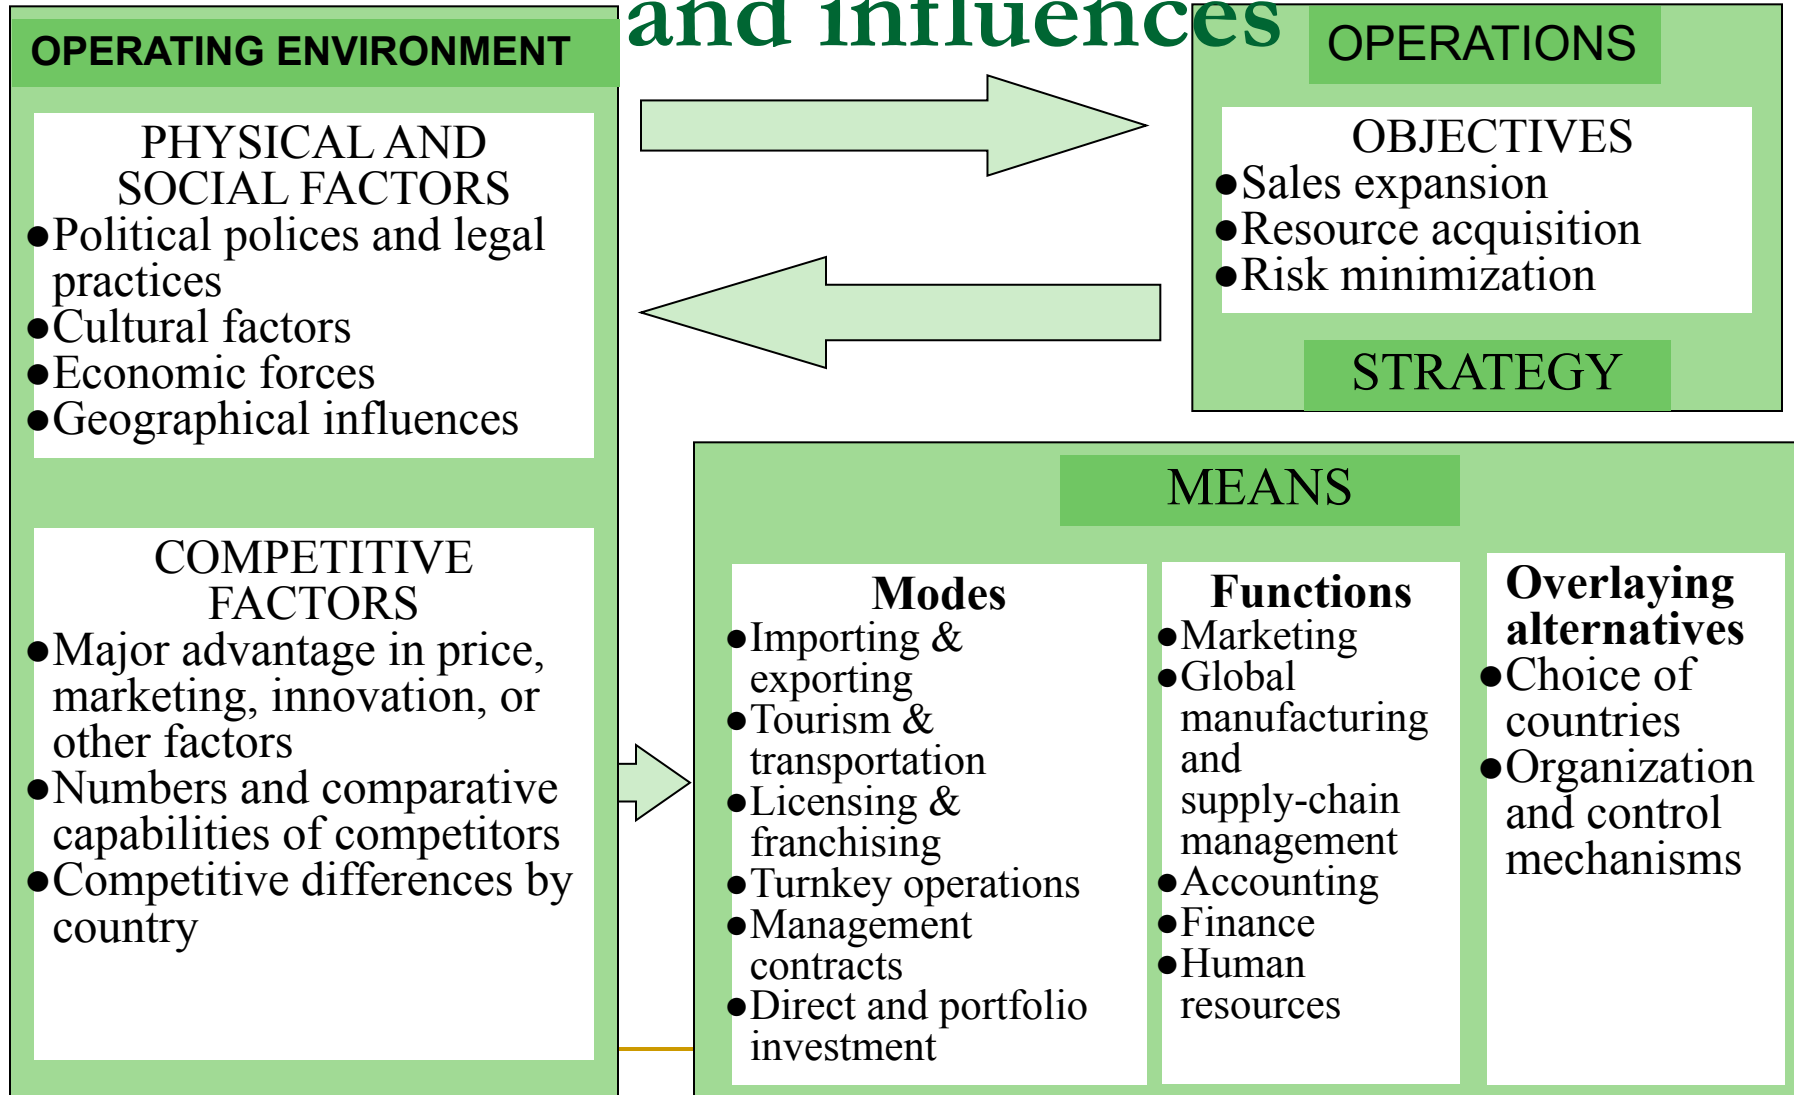 and influences
OPERATING ENVIRONMENT
PHYSICAL AND
SOCIAL FACTORS
●Political polices and legal
practices
●Cultural factors
●Economic forces
●Geographical influences
COMPETITIVE
FACTORS
●Major advantage in price,
marketing, innovation, or
other factors
●Numbers and comparative
capabilities of competitors
●Competitive differences by
country
OPERATIONS
OBJECTIVES
●Sales expansion
●Resource acquisition
●Risk minimization
STRATEGY
MEANS
Modes
●Importing &
exporting
●Tourism &
transportation
●Licensing &
franchising
●Turnkey operations
●Management
contracts
●Direct and portfolio
investment
Functions
●Marketing
●Global
manufacturing
and
supply-chain
management
●Accounting
●Finance
●Human
resources
Overlaying
alternatives
●Choice of
countries
●Organization
and control
mechanisms